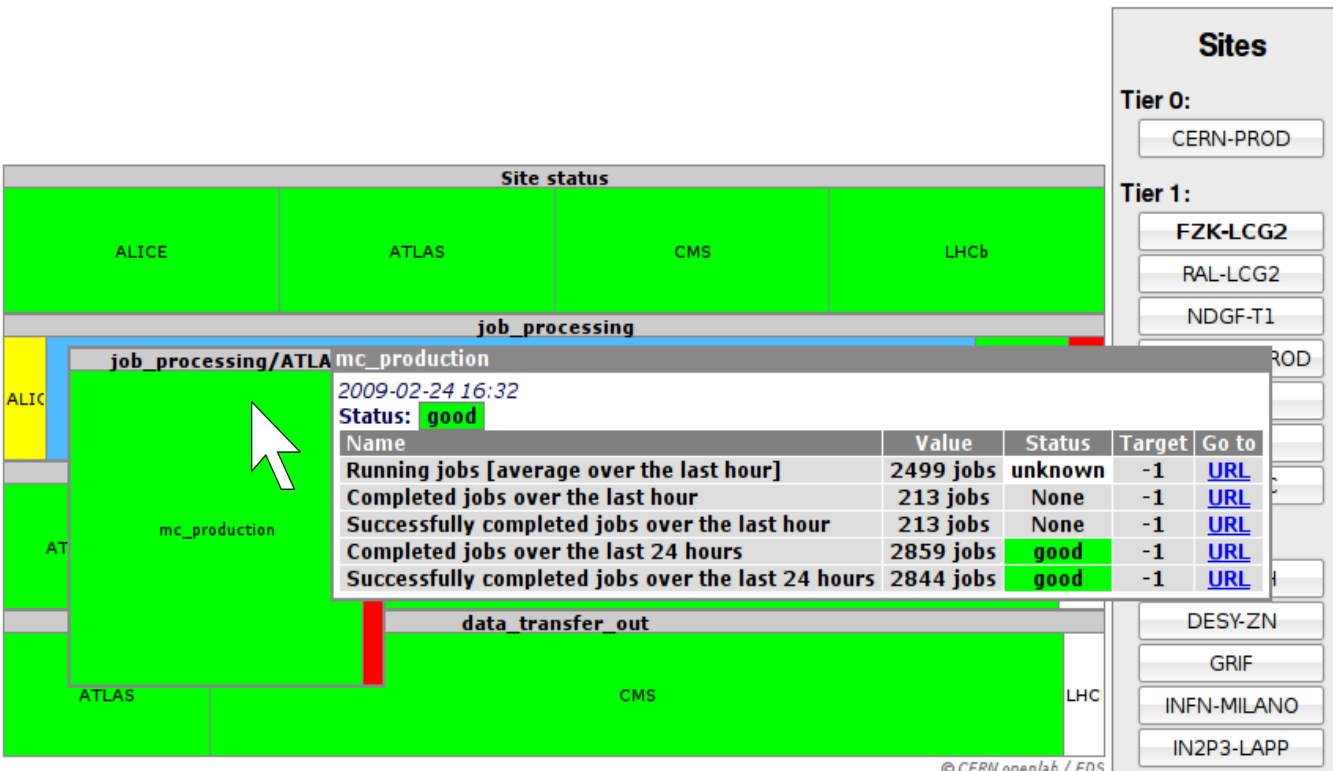 Sites
Tier 0:
CERN-PROD
Site status
Tier 1:
ALICE ATLAS CMS LHCb
FZK-LCG2
RAL-LCG2
NDGF-T1
job_processing
job_processing/ATLA
mc_production
ROD
2009-02-24 16:32
ALIC
Status: good
Name Value Status Target Go to
Running jobs [average over the last hour] 2499 jobs unknown -1 URL
Completed jobs over the last hour 213 jobs None -1 URL
Successfully completed jobs over the last hour 213 jobs None -1 URL
mc_production
AT
Completed jobs over the last 24 hours 2859 jobs good -1 URL
Successfully completed jobs over the last 24 hours 2844 jobs good -1 URL
data_transfer_out
DESY-ZN
GRIF
ATLAS CMS LHC
INFN-MILANO
IN2P3-LAPP
© CERN openlab / EDS